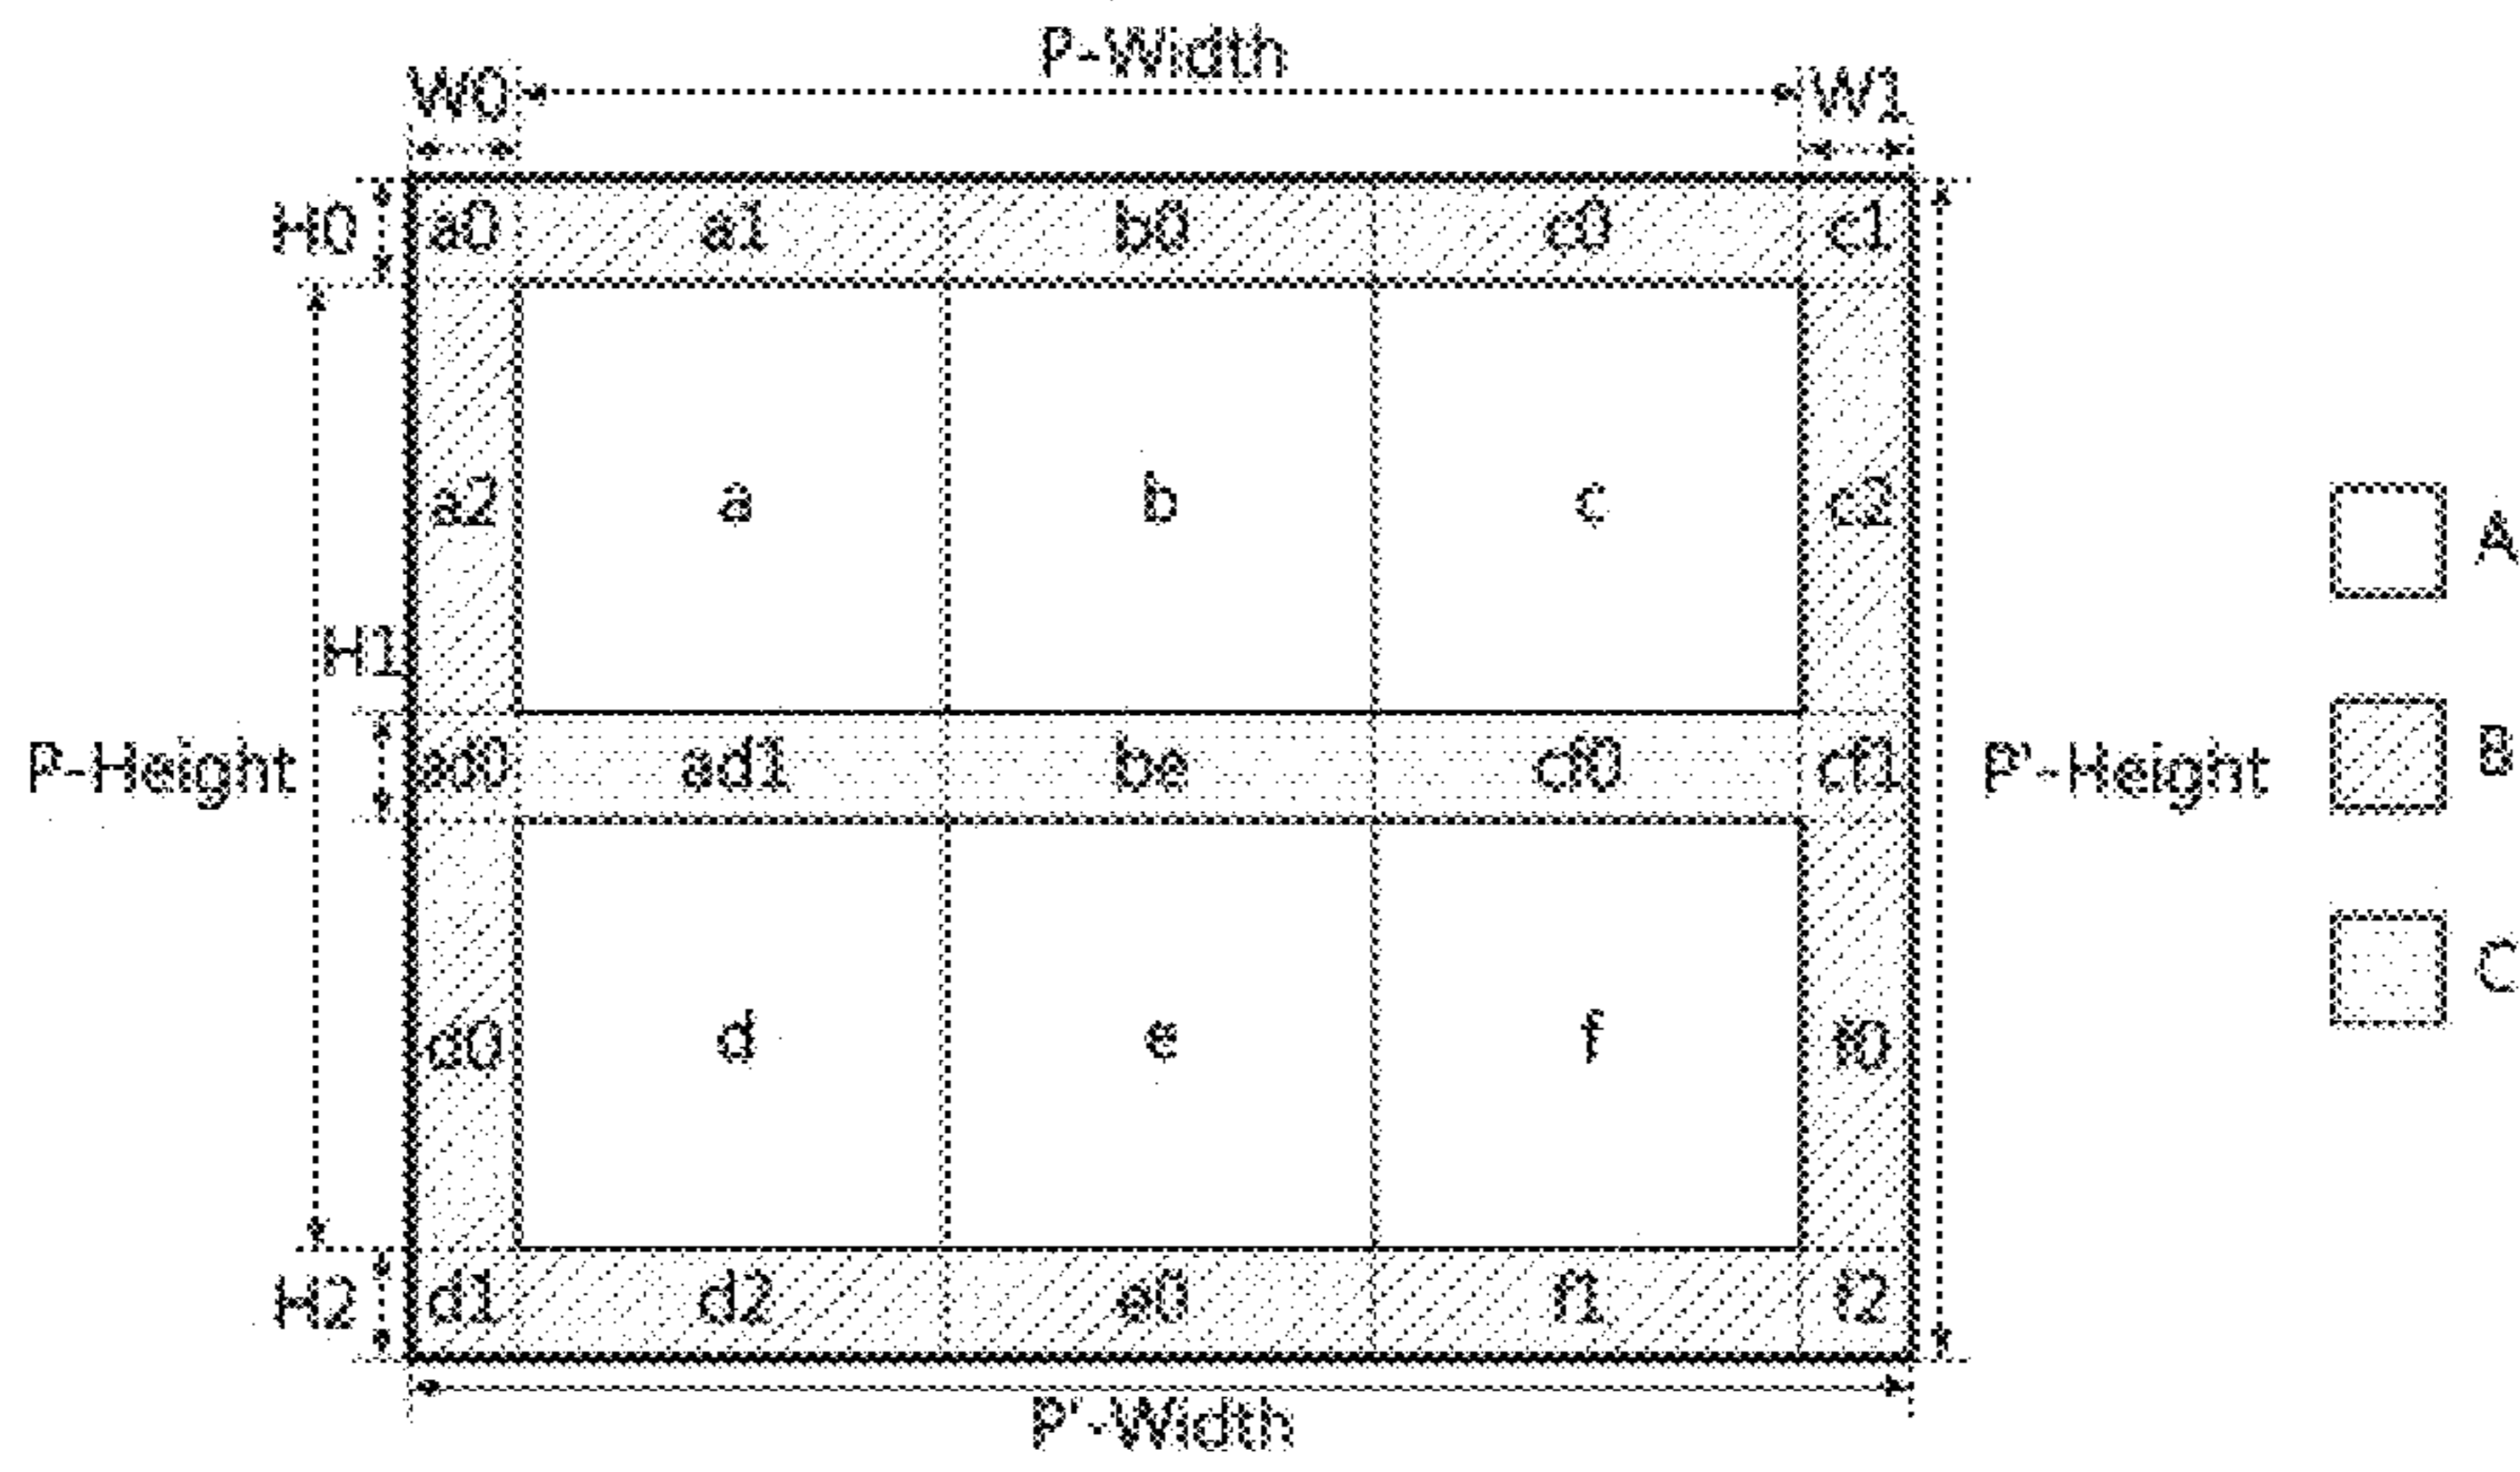 P-Width
W0 W1
H0 a0 a1 b0 c0 c1
a2 a b c c2
A
H1
P-Height ad0 ad1 be cf0 cf1 P'-Height
B
C
d0 d e f f0
H2 d1 d2 e0 f1 f2
P'-Width